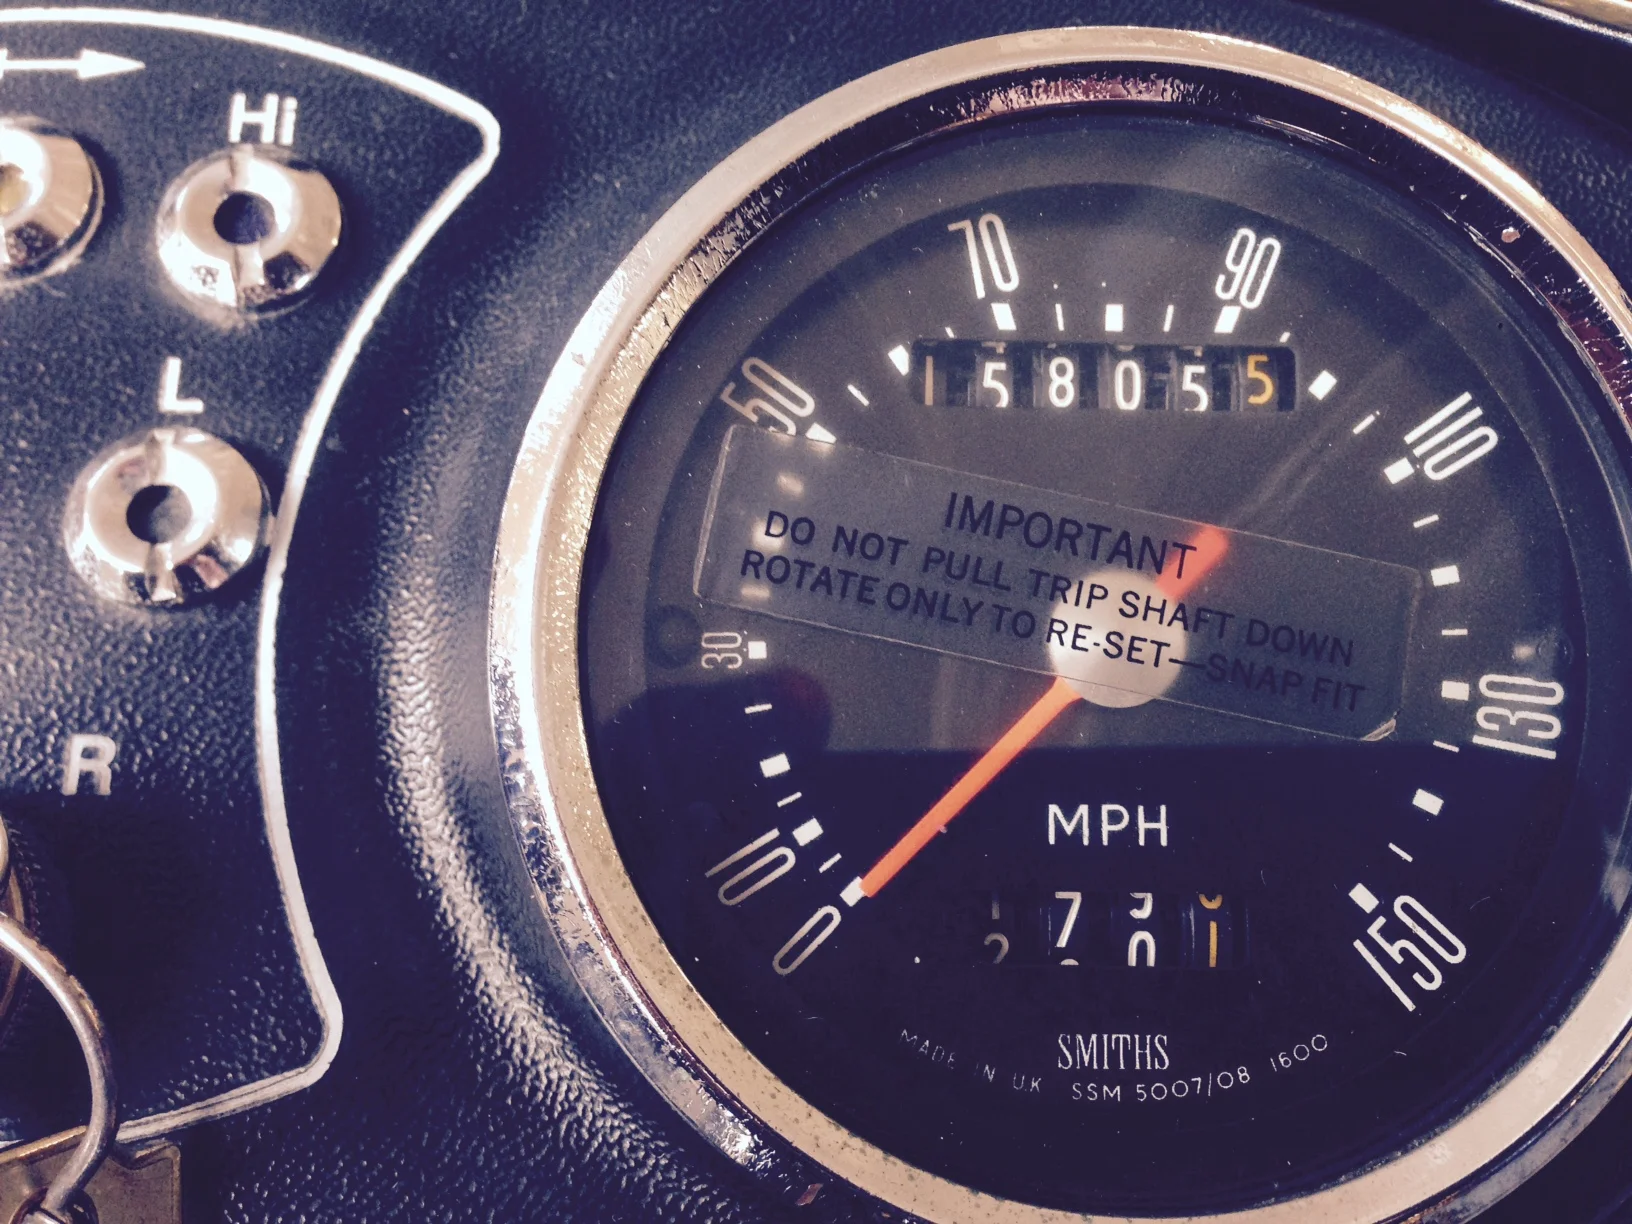 Hi
L
R
70
90
50
110
158055
IMPORTANT
DO NOT PULL TRIP SHAFT DOWN
ROTATE ONLY TO RE-SET—SNAP FIT
30
130
MPH
10
150
0
7
SMITHS
MADE IN U.K SSM 5007/08 1600